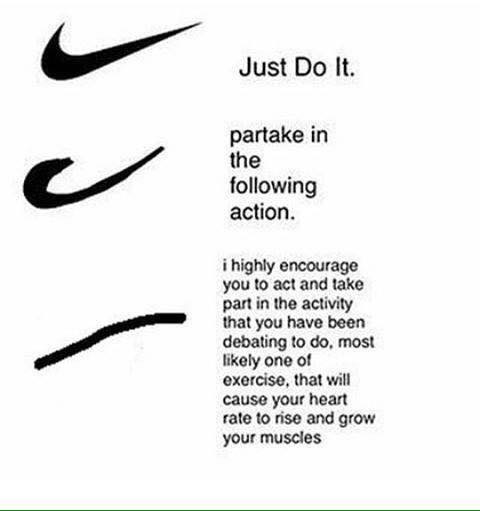 Just Do It.
partake in
the
following
action.
i highly encourage
you to act and take
part in the activity
that you have been
debating to do, most
likely one of
exercise, that will
cause your heart
rate to rise and grow
your muscles